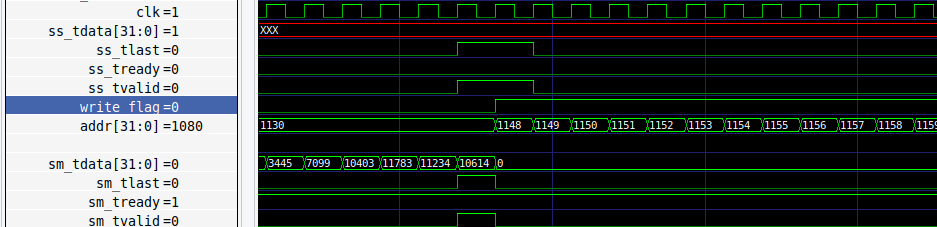 clk=1
ss_tdata[31:0]=1 XXX
ss_tlast=0
ss_tready=0
ss_tvalid=0
write_flag=0
addr[31:0]=1080 1130 1148 1149 1150 1151 1152 1153 1154 1155 1156 1157 1158 1159
sm_tdata[31:0]=0 3445 7099 10403 11783 11234 10614 0
sm_tlast=0
sm_tready=1
sm_tvalid=0